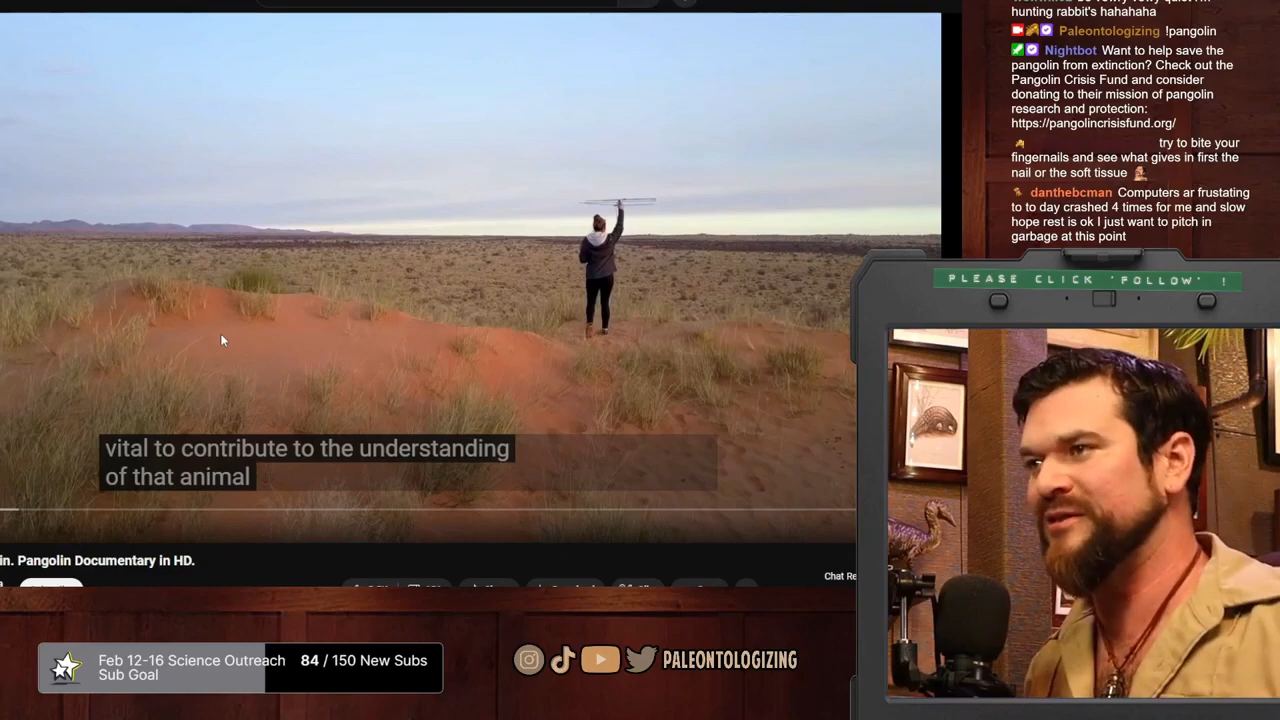 hunting rabbit's hahahaha
Paleontologizing !pangolin
Nightbot Want to help save the
pangolin from extinction? Check out the
Pangolin Crisis Fund and consider
donating to their mission of pangolin
research and protection:
https://pangolincrisisfund.org/
try to bite your
fingernails and see what gives in first the
nail or the soft tissue
danthebcman Computers ar frustating
to to day crashed 4 times for me and slow
hope rest is ok I just want to pitch in
garbage at this point
PLEASE CLICK "FOLLOW" !
vital to contribute to the understanding
of that animal
in. Pangolin Documentary in HD.
Chat Re
Feb 12-16 Science Outreach
Sub Goal
84 / 150 New Subs
PALEONTOLOGIZING